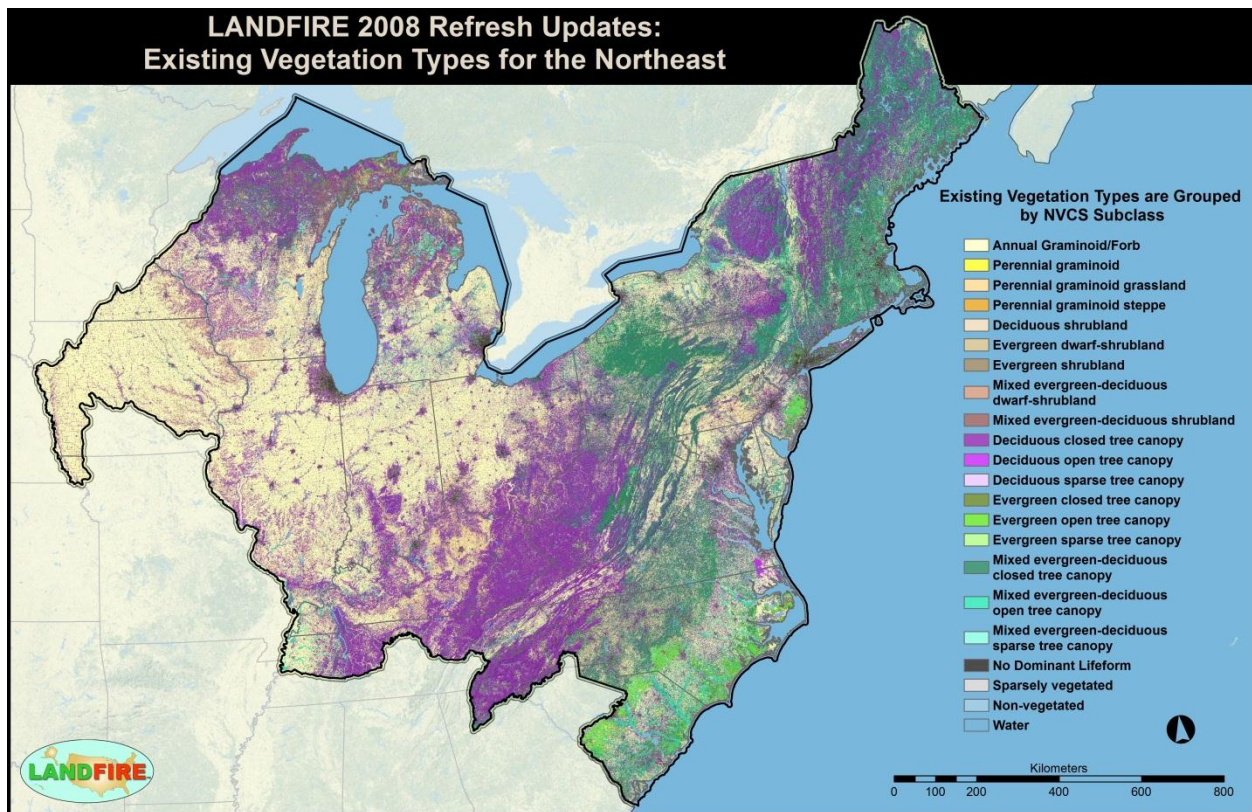 LANDFIRE 2008 Refresh Updates:
Existing Vegetation Types for the Northeast
Existing Vegetation Types are Grouped
by NVCS Subclass
Annual Graminoid/Forb
Perennial graminoid
Perennial graminoid grassland
Perennial graminoid steppe
Deciduous shrubland
Evergreen dwarf-shrubland
Evergreen shrubland
Mixed evergreen-deciduous
dwarf-shrubland
Mixed evergreen-deciduous shrubland
Deciduous closed tree canopy
Deciduous open tree canopy
Deciduous sparse tree canopy
Evergreen closed tree canopy
Evergreen open tree canopy
Evergreen sparse tree canopy
Mixed evergreen-deciduous
closed tree canopy
Mixed evergreen-deciduous
open tree canopy
Mixed evergreen-deciduous
sparse tree canopy
No Dominant Lifeform
Sparsely vegetated
Non-vegetated
Water
Kilometers
0 100 200 400 600 800
LANDFIRE